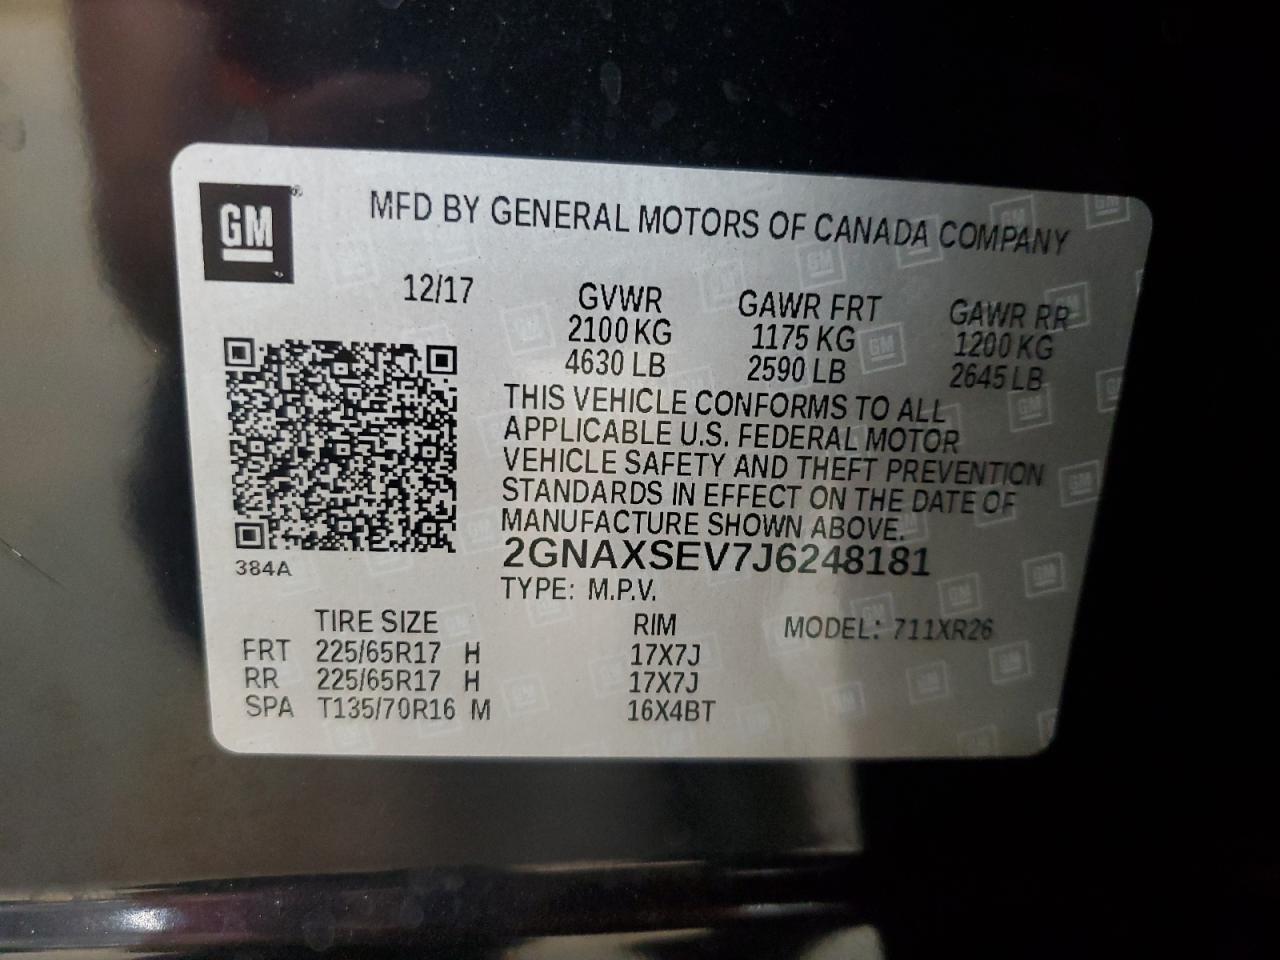 GM
MFD BY GENERAL MOTORS OF CANADA COMPANY
12/17
GVWR GAWR FRT GAWR RR
2100 KG 1175 KG 1200 KG
4630 LB 2590 LB 2645 LB
THIS VEHICLE CONFORMS TO ALL
APPLICABLE U.S. FEDERAL MOTOR
VEHICLE SAFETY AND THEFT PREVENTION
STANDARDS IN EFFECT ON THE DATE OF
MANUFACTURE SHOWN ABOVE.
2GNAXSEV7J6248181
384A
TYPE: M.P.V.
TIRE SIZE RIM MODEL: 711XR26
FRT 225/65R17 H 17X7J
RR 225/65R17 H 17X7J
SPA T135/70R16 M 16X4BT